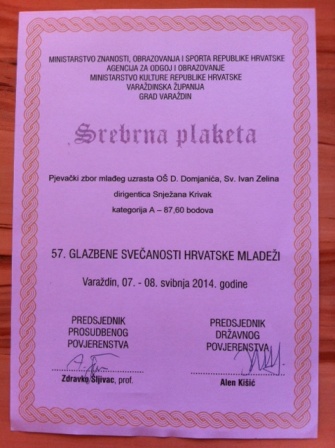 MINISTARSTVO ZNANOSTI, OBRAZOVANJA I SPORTA REPUBLIKE HRVATSKE
AGENCIJA ZA ODGOJ I OBRAZOVANJE
MINISTARSTVO KULTURE REPUBLIKE HRVATSKE
VARAŽDINSKA ŽUPANIJA
GRAD VARAŽDIN
Srebrna plaketa
Pjevački zbor mlađeg uzrasta OŠ D. Domjanića, Sv. Ivan Zelina
dirigentica Snježana Krivak
kategorija A – 87,60 bodova
57. GLAZBENE SVEČANOSTI HRVATSKE MLADEŽI
Varaždin, 07. - 08. svibnja 2014. godine
PREDSJEDNIK
PROSUDBENOG
POVJERENSTVA
Zdravko Šljivac, prof.
PREDSJEDNIK
DRŽAVNOG
POVJERENSTVA
Alen Kišić